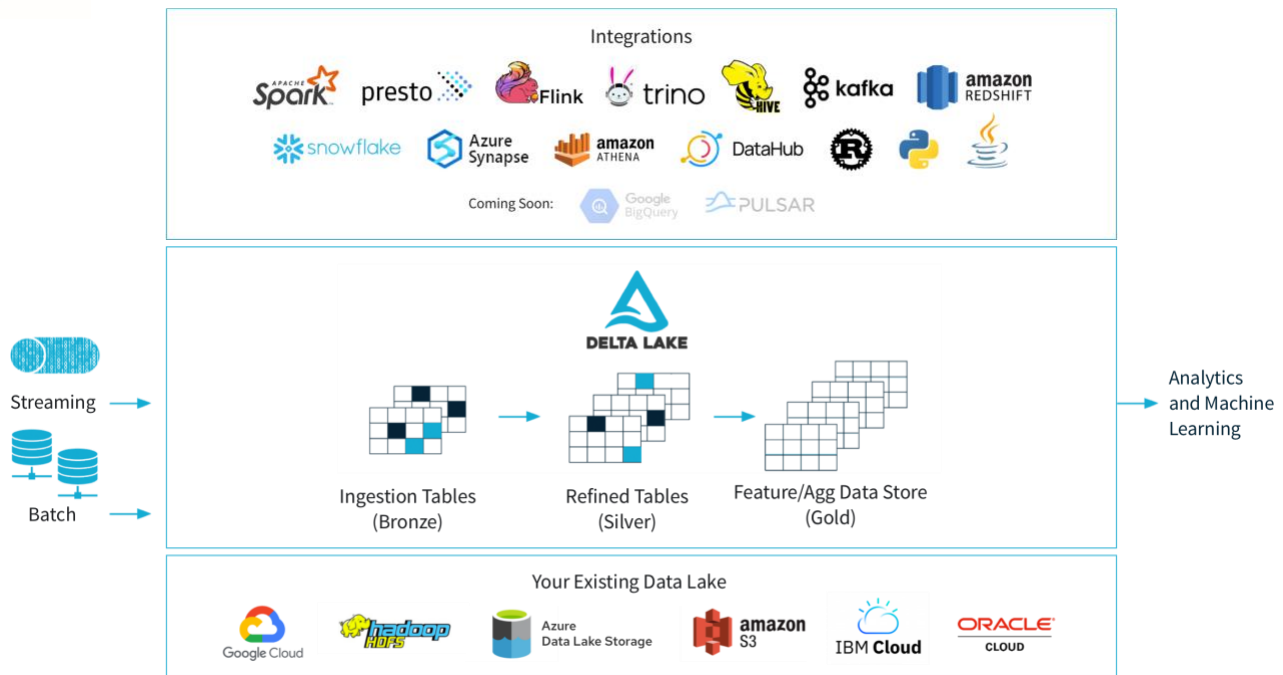 Integrations
APACHE
Spark
presto
Flink
trino
HIVE
kafka
amazon
REDSHIFT
snowflake
Azure
Synapse
amazon
ATHENA
DataHub
R
Coming Soon:
Google
BigQuery
PULSAR
DELTA LAKE
Streaming
Batch
Ingestion Tables
(Bronze)
Refined Tables
(Silver)
Feature/Agg Data Store
(Gold)
Analytics
and Machine
Learning
Your Existing Data Lake
Google Cloud
hadoop
HDFS
Azure
Data Lake Storage
amazon
S3
IBM Cloud
ORACLE
CLOUD